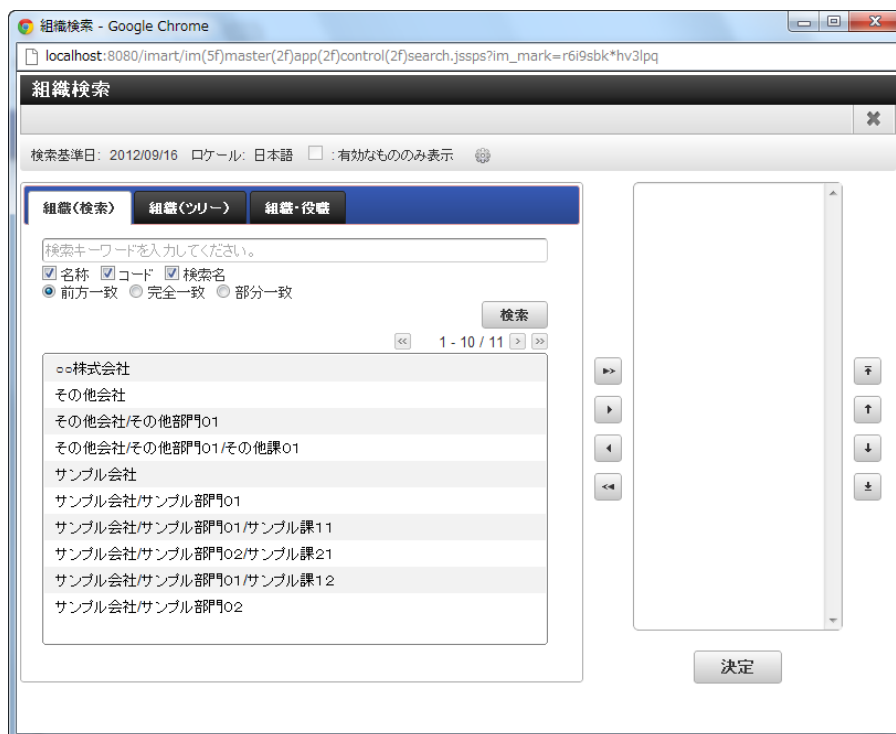 組織検索 - Google Chrome
localhost:8080/imart/im(5f)master(2f)app(2f)control(2f)search.jssps?im_mark=r6i9sbk*hv3lpq
組織検索
検索基準日: 2012/09/16 ロケール: 日本語 :有効なもののみ表示
組織(検索) 組織(ツリー) 組織・役職
検索キーワードを入力してください。
名称 コード 検索名
前方一致 完全一致 部分一致
検索
1 - 10 / 11
○○株式会社
その他会社
その他会社/その他部門01
その他会社/その他部門01/その他課01
サンプル会社
サンプル会社/サンプル部門01
サンプル会社/サンプル部門01/サンプル課11
サンプル会社/サンプル部門02/サンプル課21
サンプル会社/サンプル部門01/サンプル課12
サンプル会社/サンプル部門02
決定